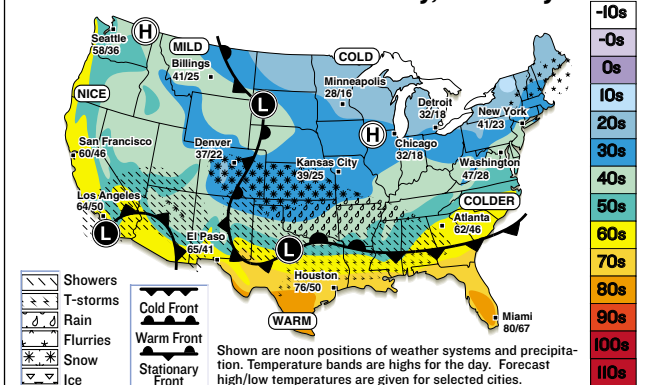 Seattle
58/36
H
MILD
Billings
41/25
COLD
Minneapolis
28/16
NICE
L
Detroit
32/18
New York
41/23
H
San Francisco
60/46
Denver
37/22
Kansas City
39/25
Chicago
32/18
Washington
47/28
Los Angeles
64/50
COLDER
Atlanta
62/46
L
El Paso
65/41
L
Houston
76/50
WARM
Miami
80/67
Showers
T-storms
Rain
Flurries
Snow
Ice
Cold Front
Warm Front
Stationary
Front
Shown are noon positions of weather systems and precipita-
tion. Temperature bands are highs for the day. Forecast
high/low temperatures are given for selected cities.
-10s
-0s
0s
10s
20s
30s
40s
50s
60s
70s
80s
90s
100s
110s